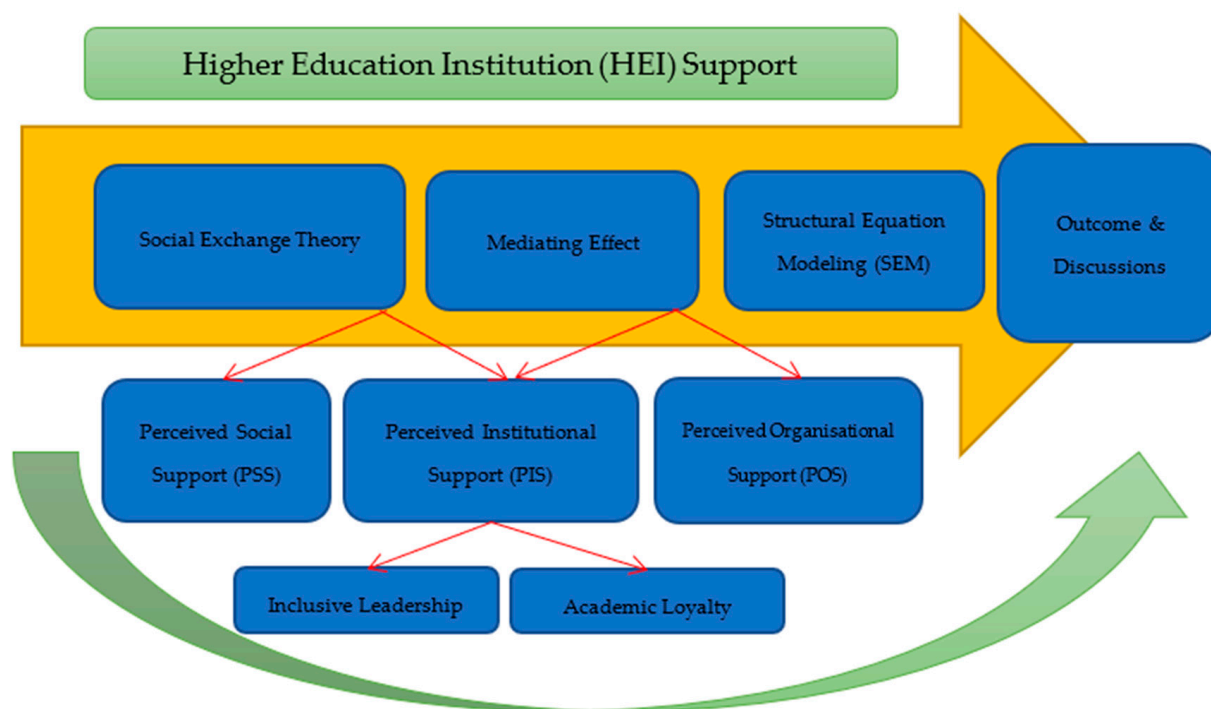 Higher Education Institution (HEI) Support
Social Exchange Theory
Mediating Effect
Structural Equation
Modeling (SEM)
Outcome &
Discussions
Perceived Social
Support (PSS)
Perceived Institutional
Support (PIS)
Perceived Organisational
Support (POS)
Inclusive Leadership
Academic Loyalty